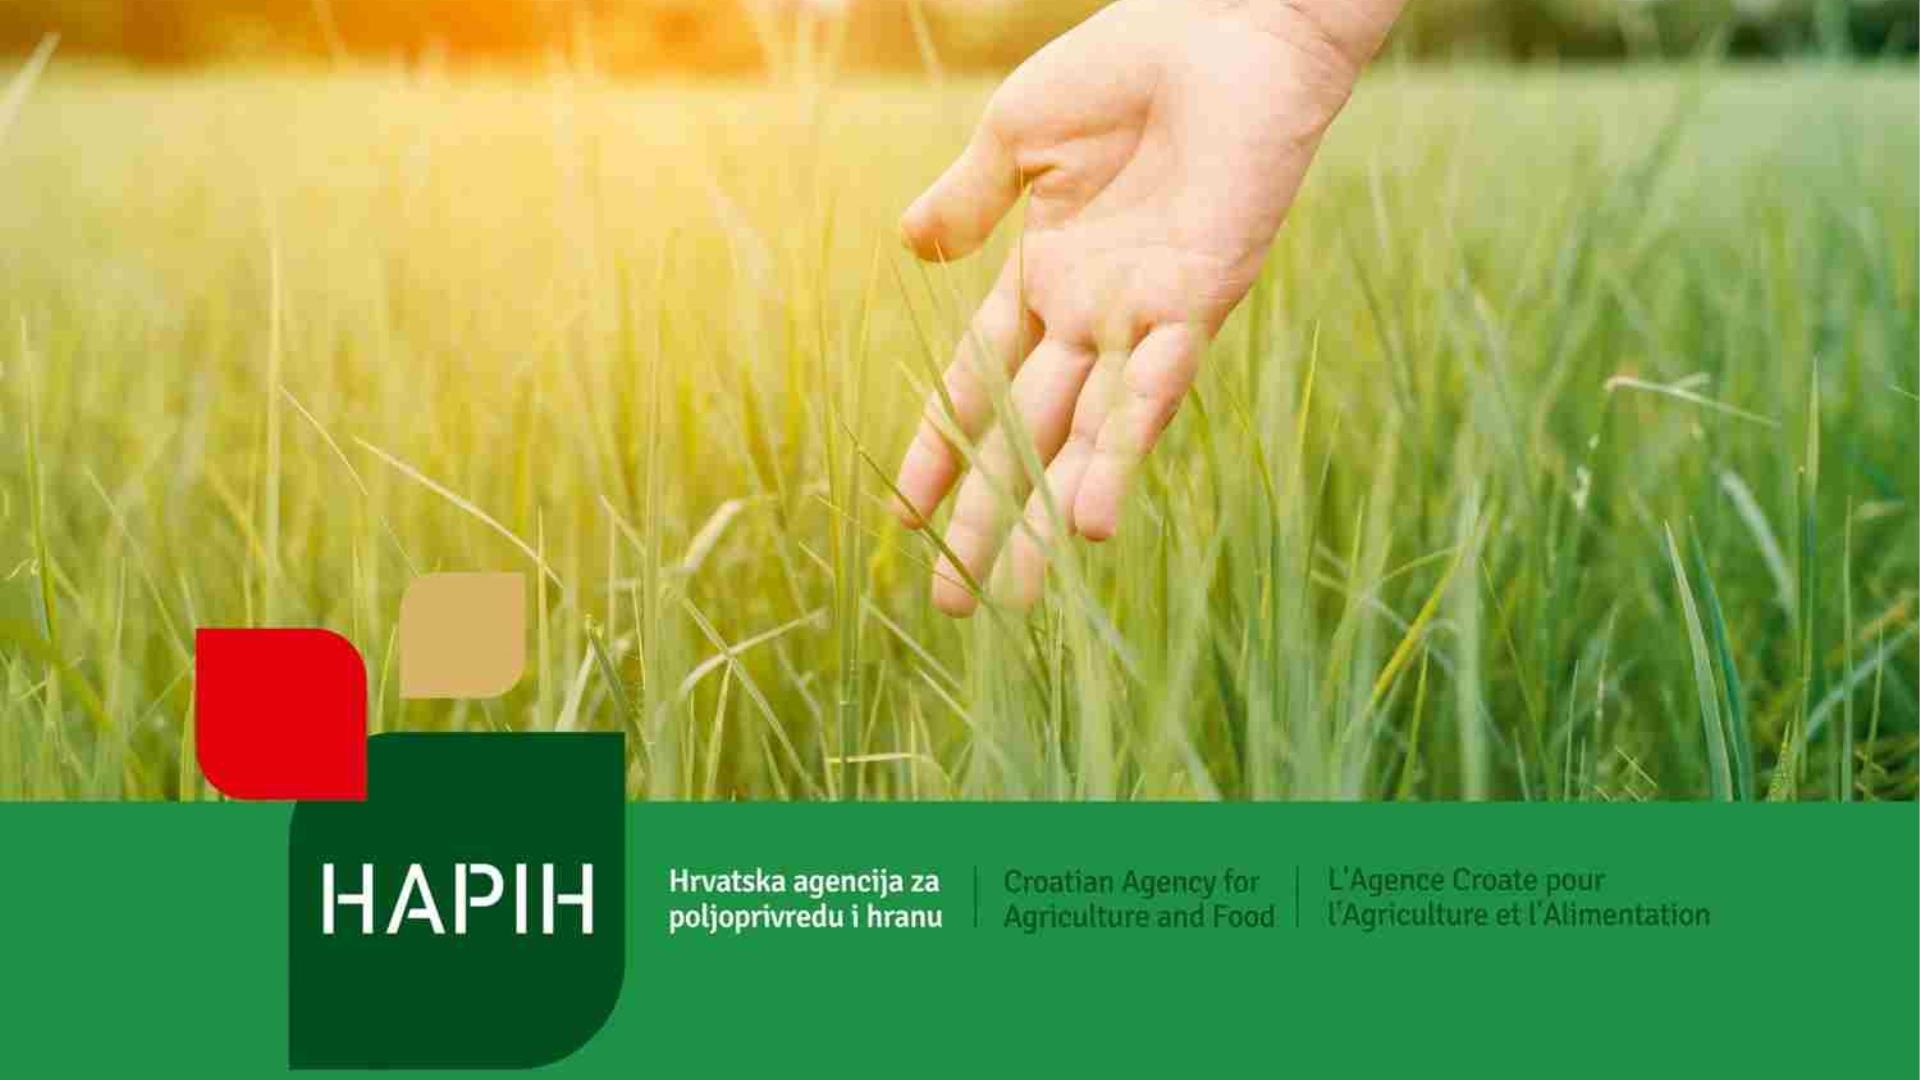 HAPIH
Hrvatska agencija za
poljoprivredu i hranu
Croatian Agency for
Agriculture and Food
L'Agence Croate pour
l'Agriculture et l'Alimentation